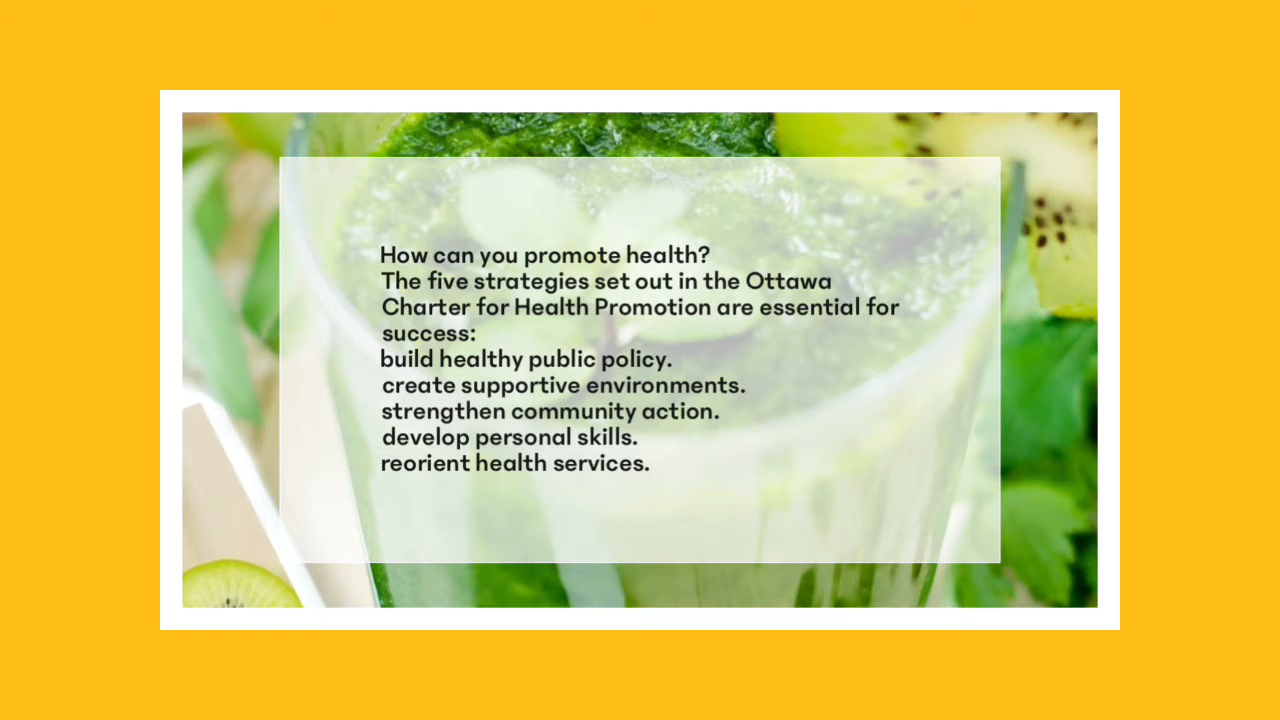 How can you promote health?
The five strategies set out in the Ottawa
Charter for Health Promotion are essential for
success:
build healthy public policy.
create supportive environments.
strengthen community action.
develop personal skills.
reorient health services.